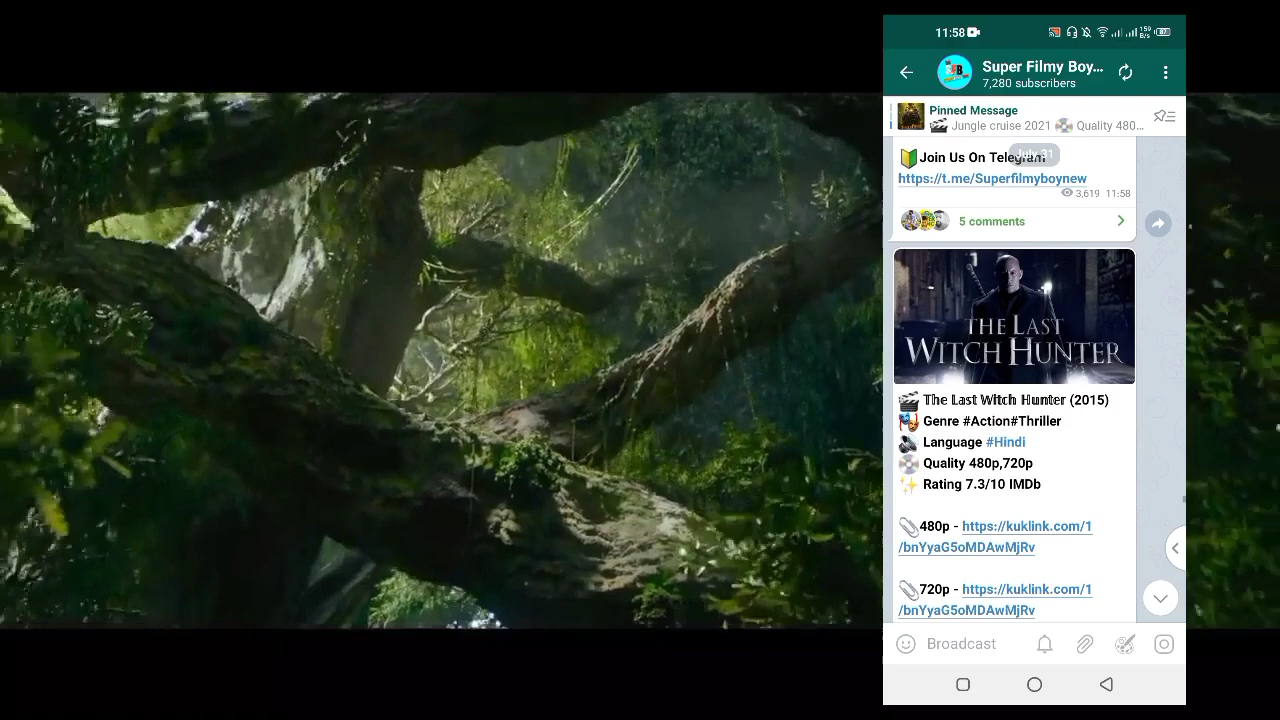 11:58
159
B/s
87
SFB
Super Filmy Boy...
7,280 subscribers
Pinned Message
Jungle cruise 2021 Quality 480...
July 31
Join Us On Telegram
https://t.me/Superfilmyboynew
3,619 11:58
5 comments
THE LAST
WITCH HUNTER
The Last Witch Hunter (2015)
Genre #Action#Thriller
Language #Hindi
Quality 480p,720p
Rating 7.3/10 IMDb
480p - https://kuklink.com/1
/bnYyaG5oMDAwMjRv
720p - https://kuklink.com/1
/bnYyaG5oMDAwMjRv
Broadcast